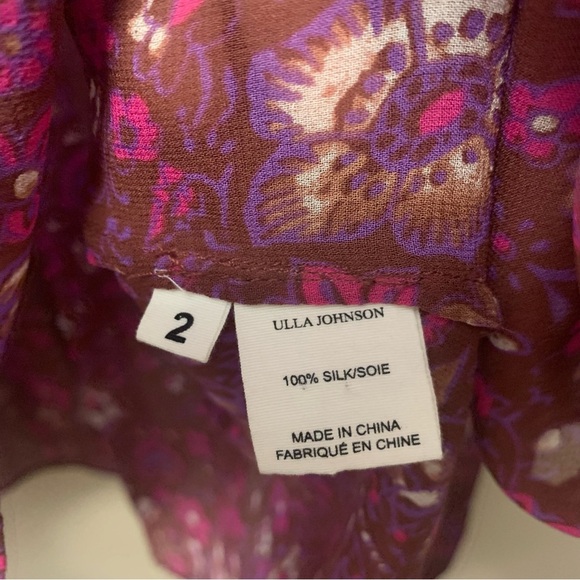 2
ULLA JOHNSON
100% SILK/SOIE
MADE IN CHINA
FABRIQUÉ EN CHINE